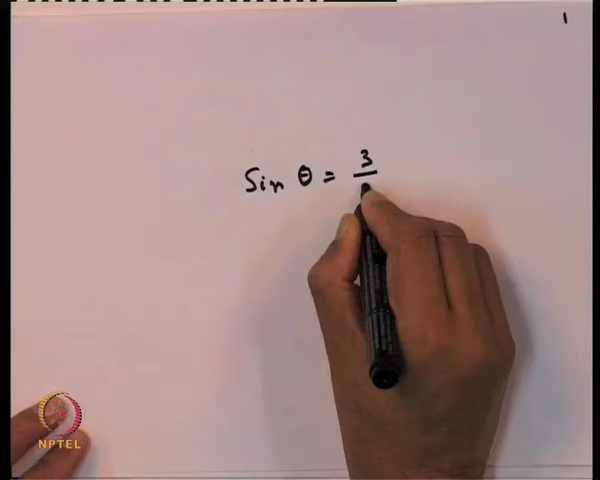 1
Sin θ = 3/
NPTEL